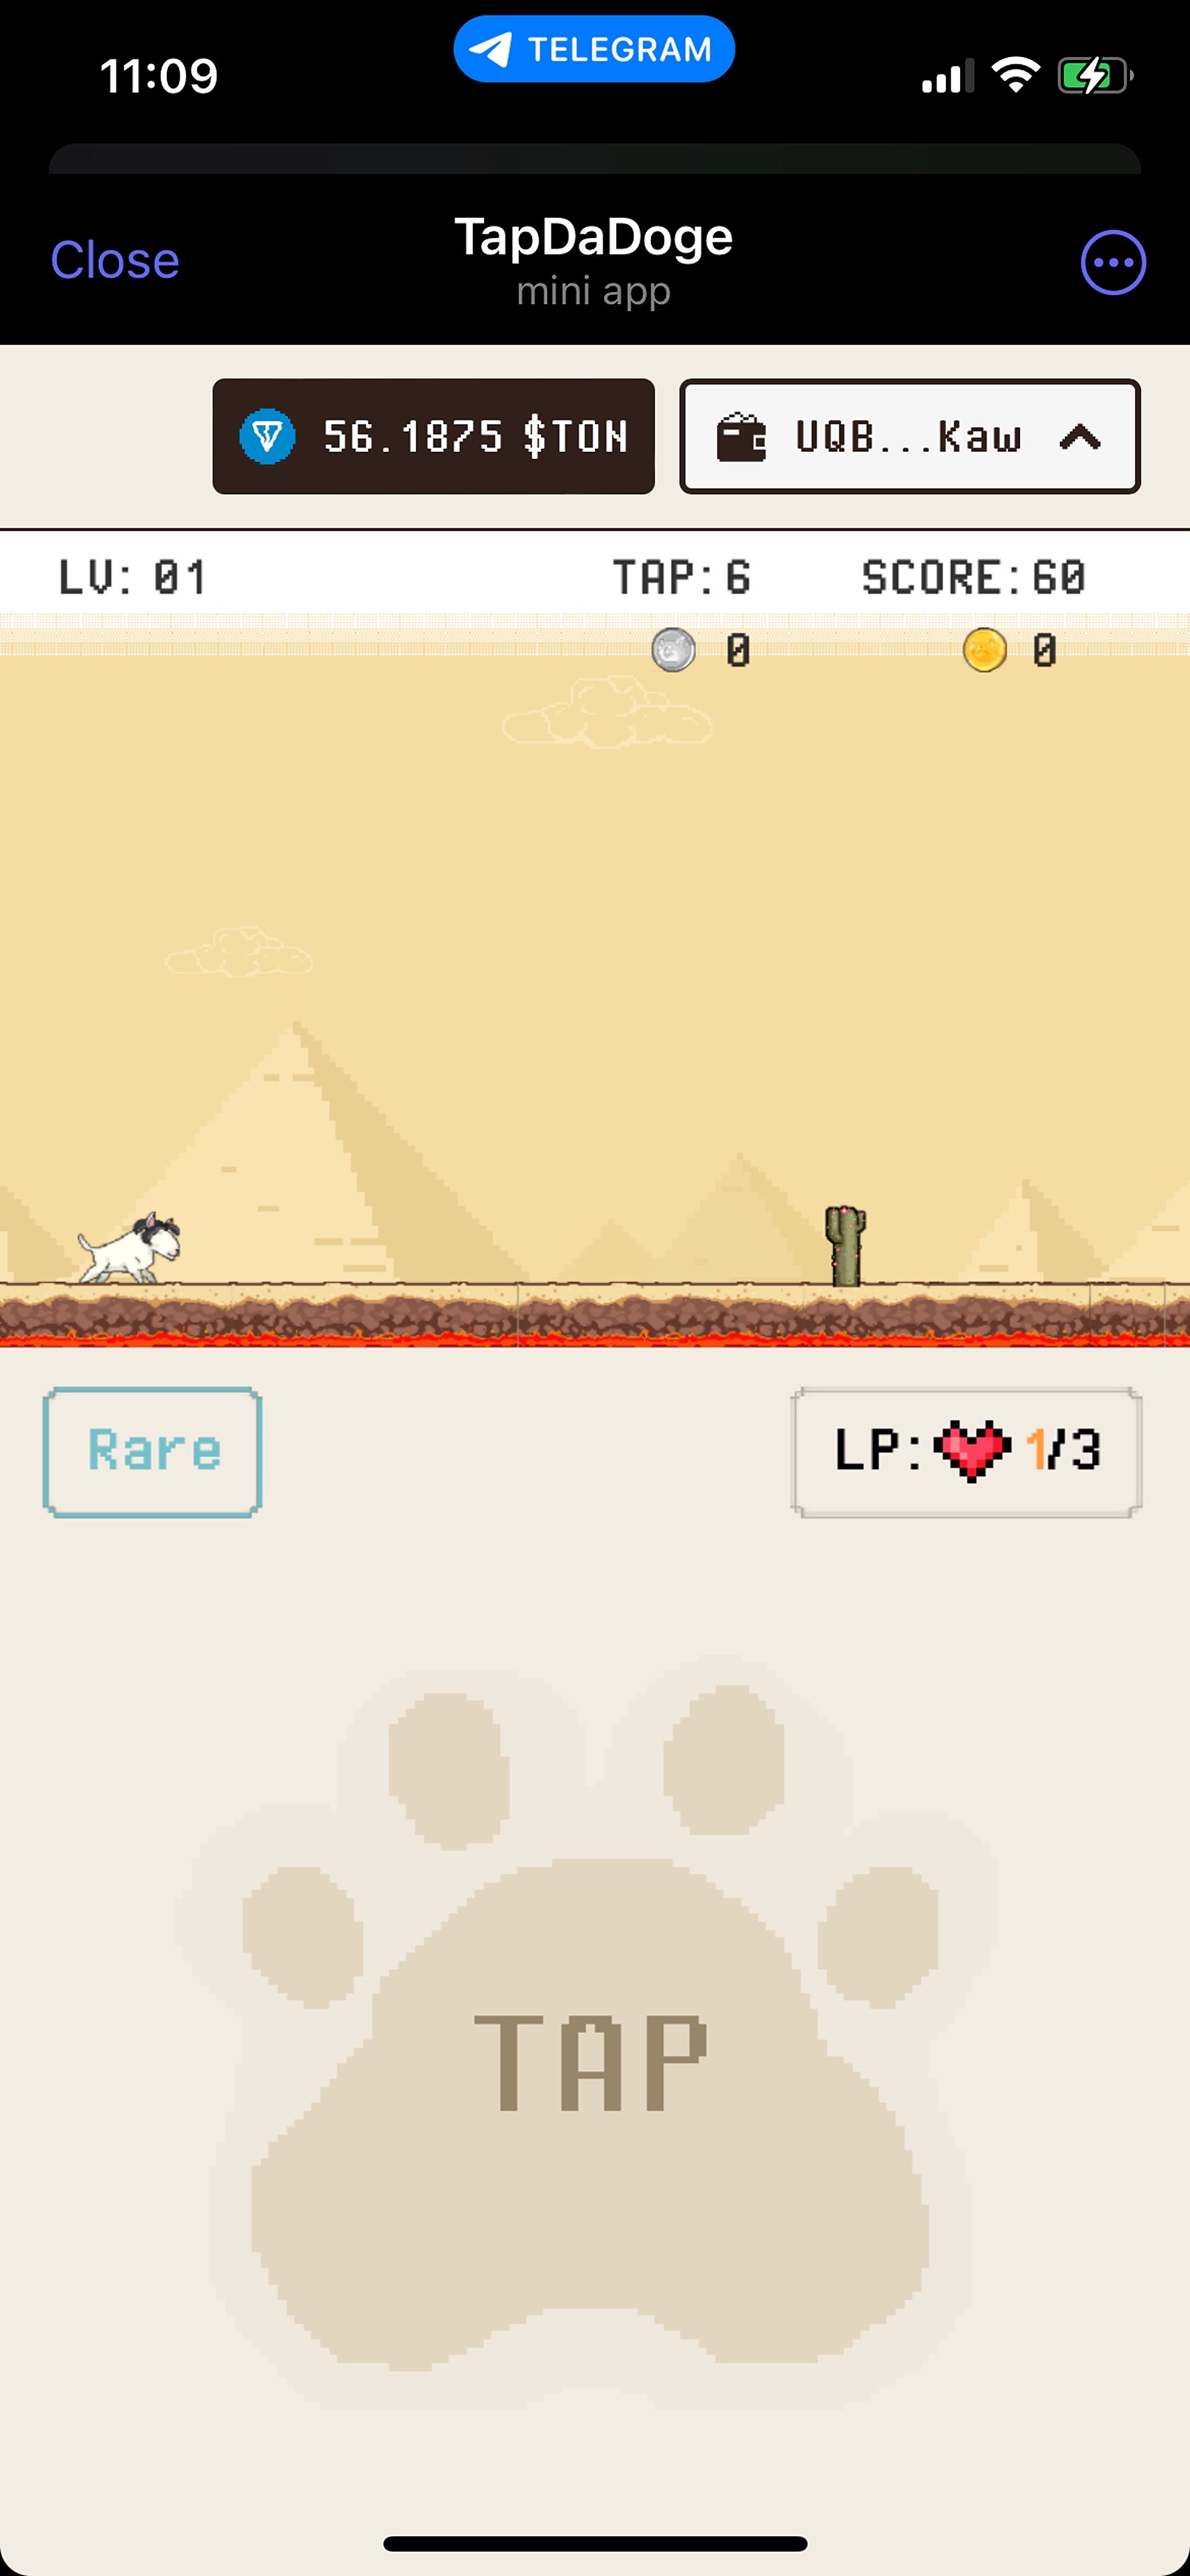 11:09
TELEGRAM
Close
TapDaDoge
mini app
56.1875 $TON
UQB...Kaw
LV: 01
TAP:6
SCORE:60
0
0
Rare
LP: 1/3
TAP